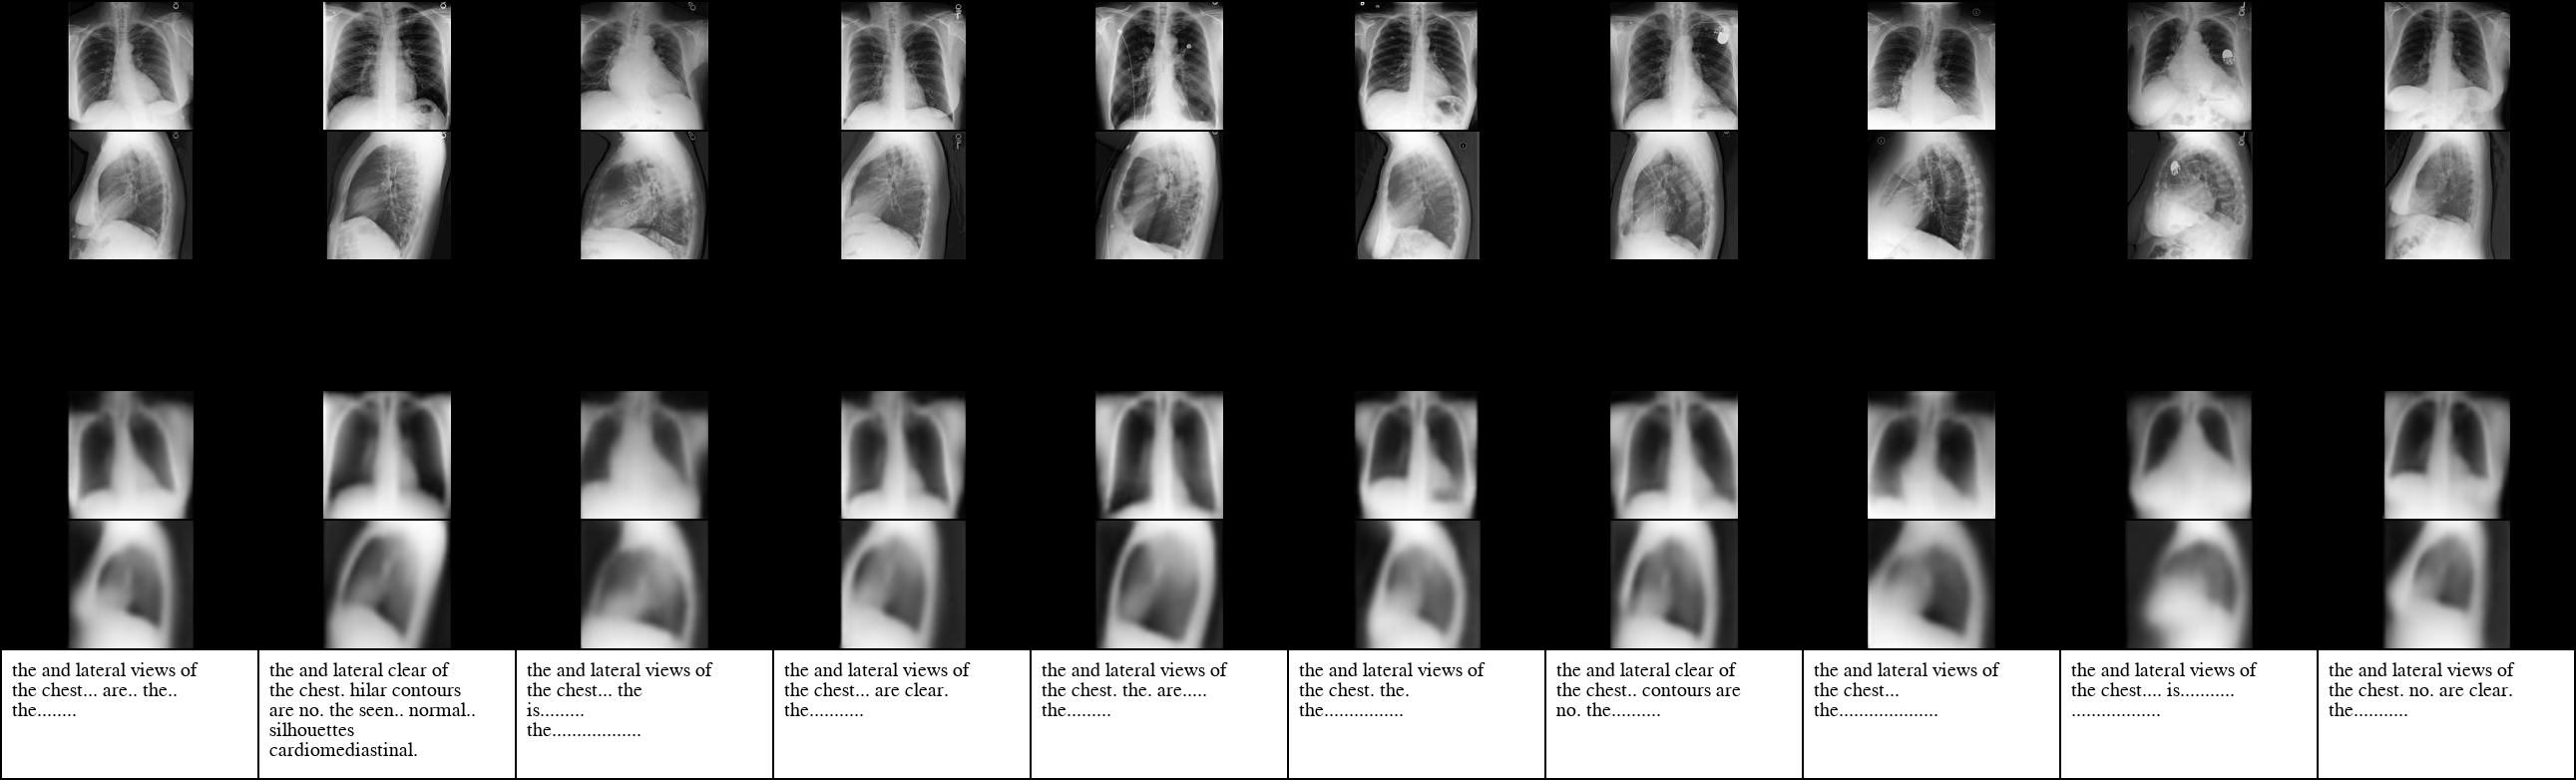 the and lateral views of
the chest... are.. the..
the........
the and lateral clear of
the chest. hilar contours
are no. the seen.. normal..
silhouettes
cardiomediastinal.
the and lateral views of
the chest... the
is.........
the..................
the and lateral views of
the chest... are clear.
the...........
the and lateral views of
the chest. the. are.....
the.........
the and lateral views of
the chest. the.
the................
the and lateral clear of
the chest.. contours are
no. the..........
the and lateral views of
the chest...
the....................
the and lateral views of
the chest.... is...........
..................
the and lateral views of
the chest. no. are clear.
the...........